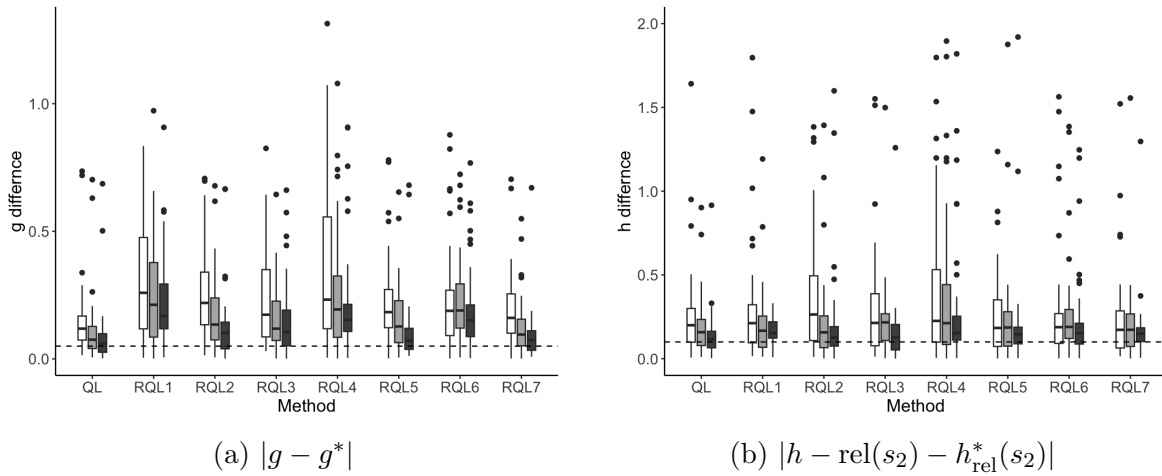 g differnce
1.0
0.5
0.0
QL RQL1 RQL2 RQL3 RQL4 RQL5 RQL6 RQL7
Method
(a) |g − g*|
h differnce
2.0
1.5
1.0
0.5
0.0
QL RQL1 RQL2 RQL3 RQL4 RQL5 RQL6 RQL7
Method
(b) |h − rel(s₂) − h*_rel(s₂)|